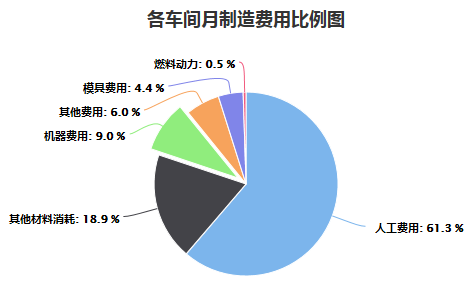 各车间月制造费用比例图
燃料动力: 0.5 %
模具费用: 4.4 %
其他费用: 6.0 %
机器费用: 9.0 %
其他材料消耗: 18.9 %
人工费用: 61.3 %